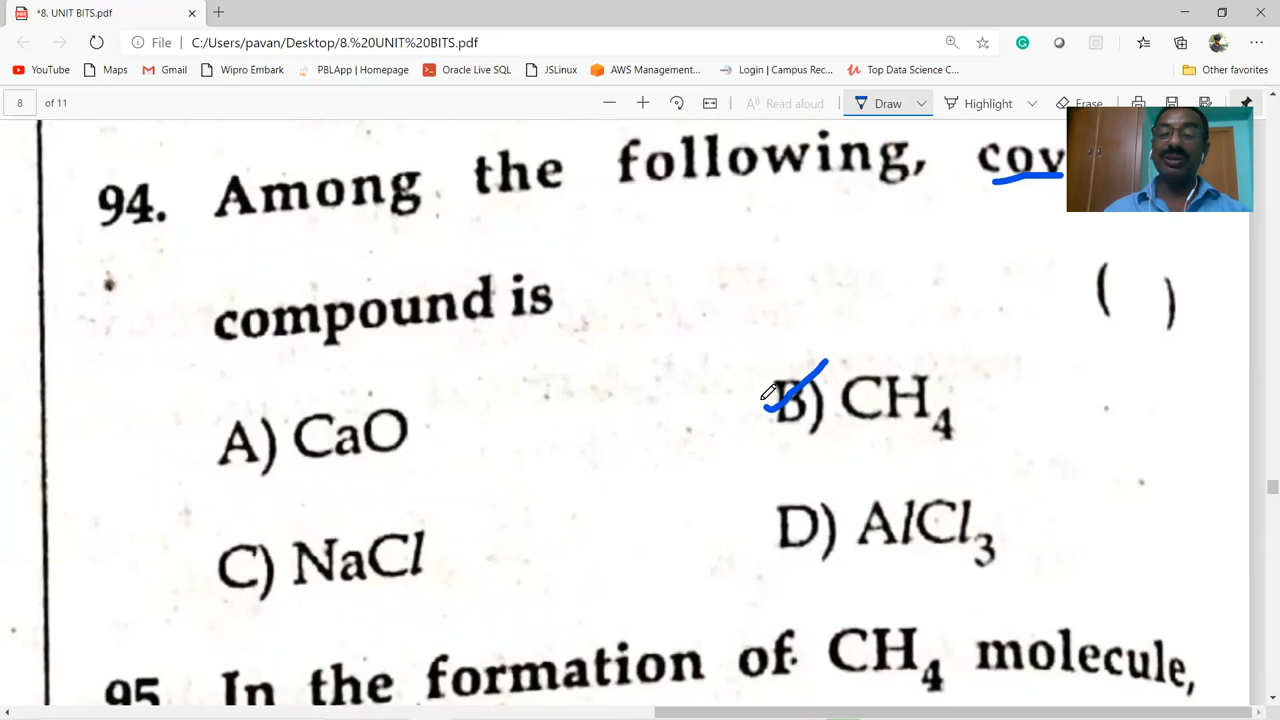 *8. UNIT BITS.pdf
File C:/Users/pavan/Desktop/8.%20UNIT%20BITS.pdf
YouTube Maps Gmail Wipro Embark PBLApp | Homepage Oracle Live SQL JSLinux AWS Management... Login | Campus Rec... Top Data Science C... Other favorites
8 of 11 Read aloud Draw Highlight Erase
94. Among the following, cov
compound is ( )
A) CaO B) CH4
C) NaCl D) AlCl3
95. In the formation of CH4 molecule,